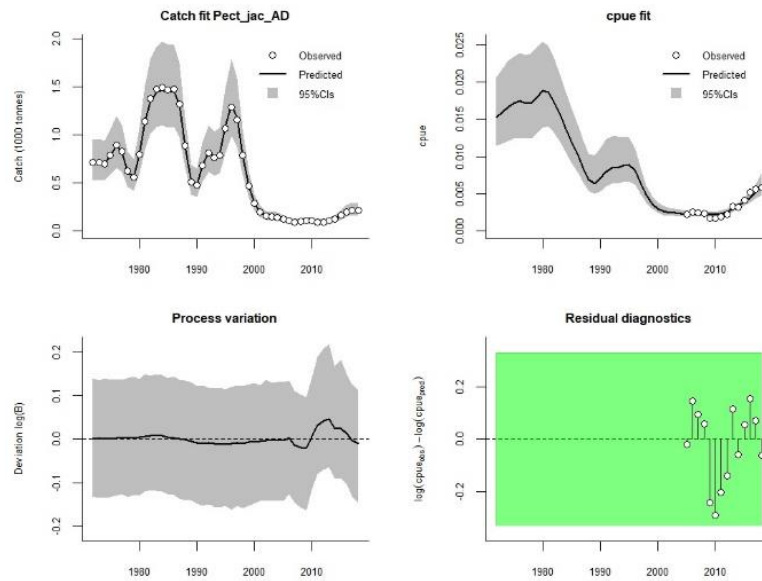 Catch fit Pect_jac_AD
Observed
Predicted
95%CIs
Catch (1000 tonnes)
2.0
1.5
1.0
0.5
0.0
1980
1990
2000
2010
cpue fit
Observed
Predicted
95%CIs
cpue
0.025
0.020
0.015
0.010
0.005
0.000
1980
1990
2000
2010
Process variation
Deviation log(B)
0.2
0.1
0.0
-0.1
-0.2
1980
1990
2000
2010
Residual diagnostics
log(cpueobs) − log(cpuepred)
0.2
0.0
-0.2
1980
1990
2000
2010